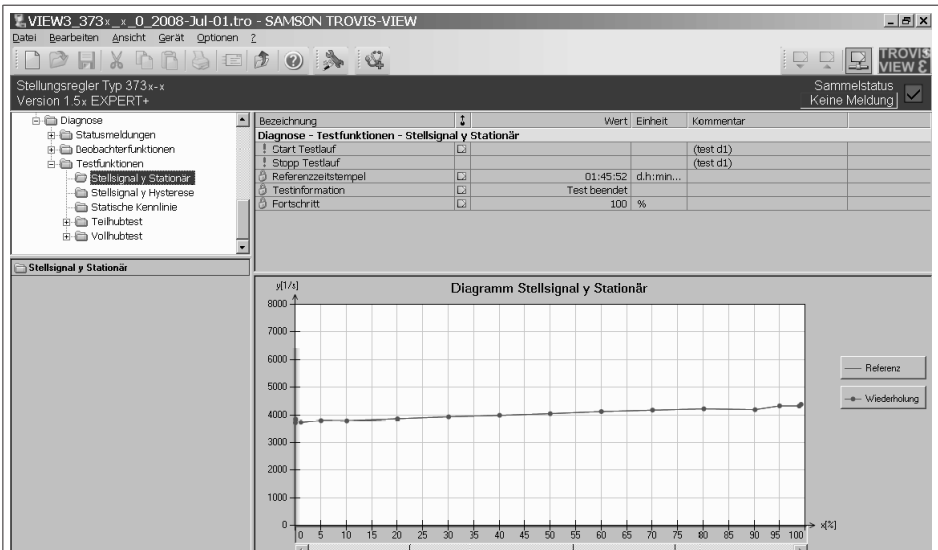 VIEW3_373x_x_0_2008-Jul-01.tro - SAMSON TROVIS-VIEW
Datei Bearbeiten Ansicht Gerät Optionen ?
TROVIS
VIEW 3
Stellungsregler Typ 373x-x
Version 1.5x EXPERT+
Sammelstatus
Keine Meldung
Diagnose
Statusmeldungen
Beobachterfunktionen
Testfunktionen
Stellsignal y Stationär
Stellsignal y Hysterese
Statische Kennlinie
Teilhubtest
Vollhubtest
Bezeichnung Wert Einheit Kommentar
Diagnose - Testfunktionen - Stellsignal y Stationär
Start Testlauf (test d1)
Stopp Testlauf (test d1)
Referenzzeitstempel 01:45:52 d.h:min...
Testinformation Test beendet
Fortschritt 100 %
Stellsignal y Stationär
Diagramm Stellsignal y Stationär
y[1/s]
8000
7000
6000
5000
4000
3000
2000
1000
0
0 5 10 15 20 25 30 35 40 45 50 55 60 65 70 75 80 85 90 95 100
x[%]
Referenz
Wiederholung